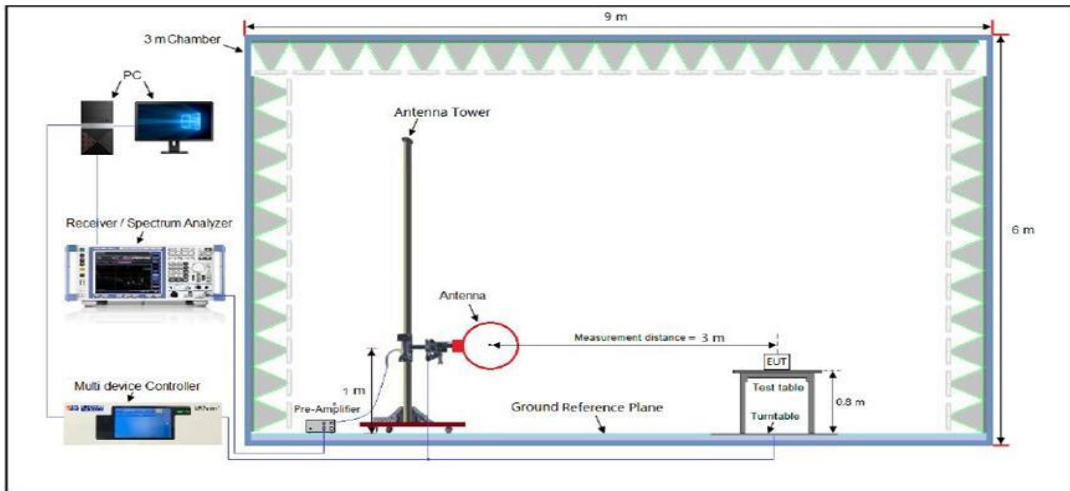 9 m
3 m Chamber
PC
Antenna Tower
Receiver / Spectrum Analyzer
6 m
Antenna
Measurement distance = 3 m
EUT
Multi device Controller
1 m
Test table
0.8 m
Pre-Amplifier
Ground Reference Plane
Turntable